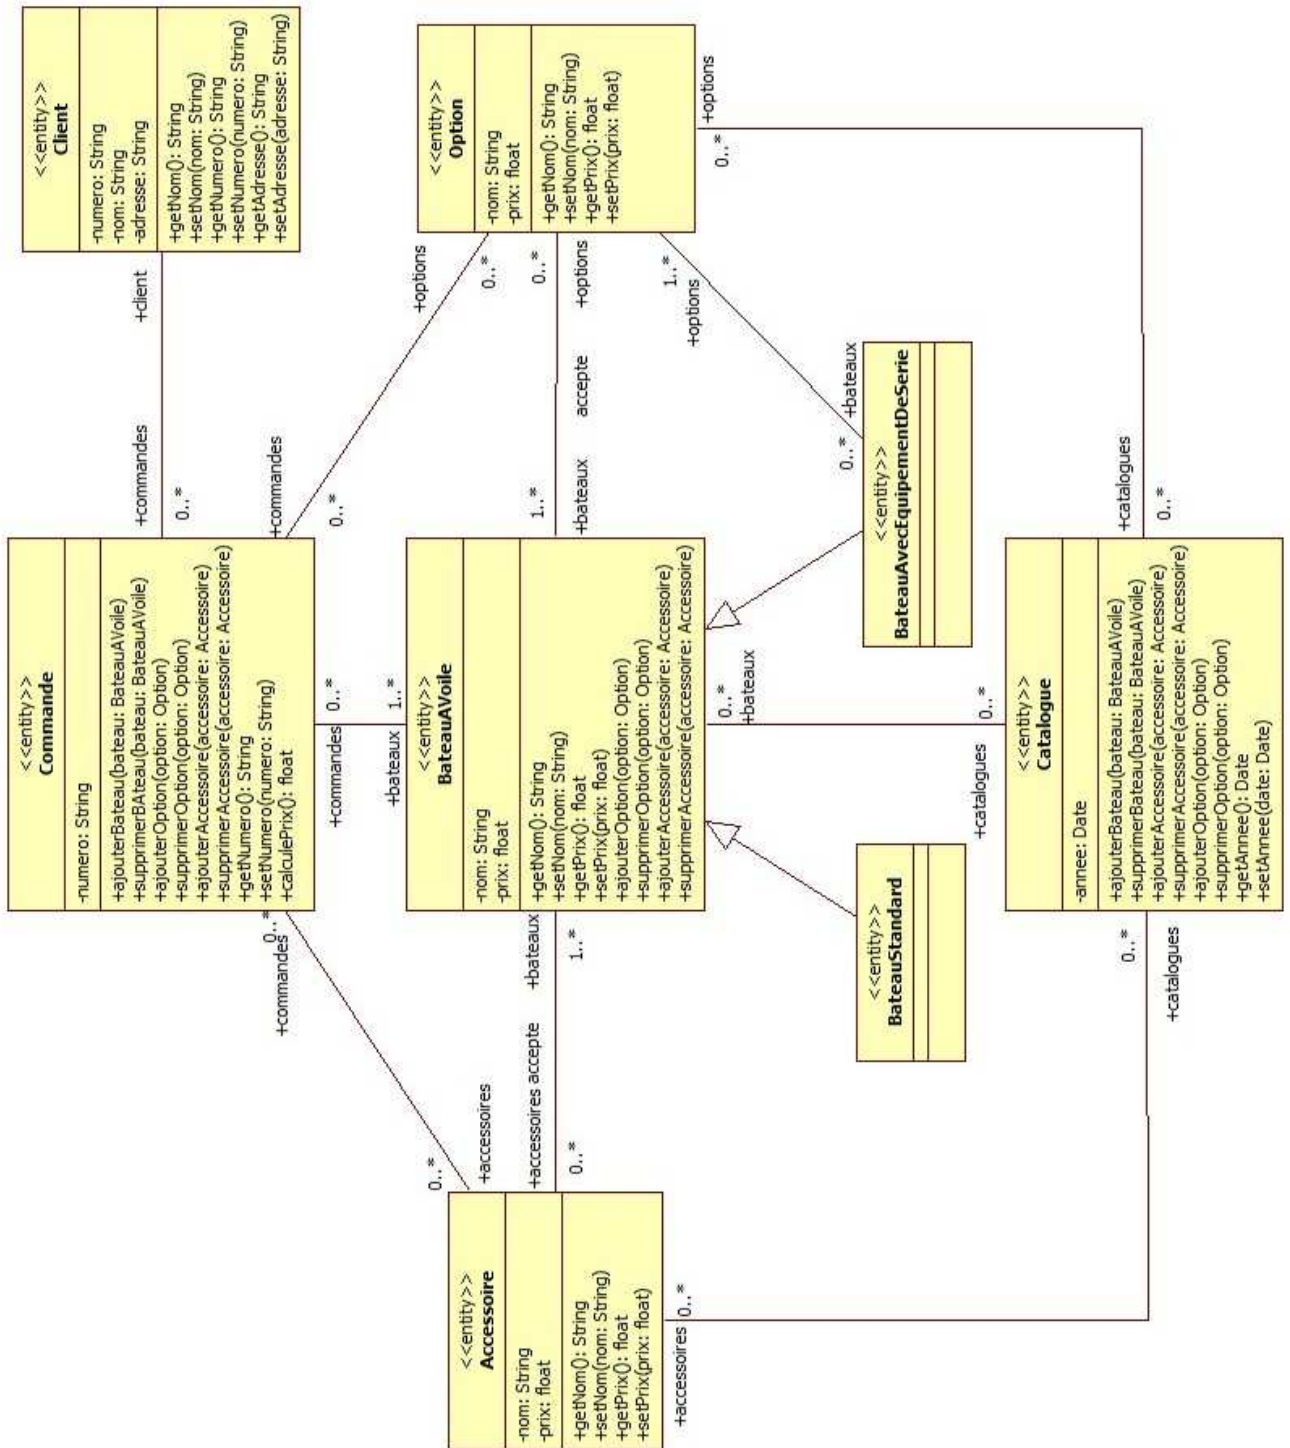 <<entity>>
Client
-numero: String
-nom: String
-adresse: String
+getNom(): String
+setNom(nom: String)
+getNumero(): String
+setNumero(numero: String)
+getAdresse(): String
+setAdresse(adresse: String)
+client
+commandes
0..*
<<entity>>
Commande
-numero: String
+ajouterBateau(bateau: BateauAVoile)
+supprimerBAteau(bateau: BateauAVoile)
+ajouterOption(option: Option)
+supprimerOption(option: Option)
+ajouterAccessoire(accessoire: Accessoire)
+supprimerAccessoire(accessoire: Accessoire)
+getNumero(): String
+setNumero(numero: String)
+calculePrix(): float
+commandes
0..*
+options
0..*
+commandes
0..*
+bateaux
1..*
0..*
+commandes
+accessoires
0..*
<<entity>>
Option
-nom: String
-prix: float
+getNom(): String
+setNom(nom: String)
+getPrix(): float
+setPrix(prix: float)
0..*
+options
accepte
1..*
+bateaux
<<entity>>
BateauAVoile
-nom: String
-prix: float
+getNom(): String
+setNom(nom: String)
+getPrix(): float
+setPrix(prix: float)
+ajouterOption(option: Option)
+supprimerOption(option: Option)
+ajouterAccessoire(accessoire: Accessoire)
+supprimerAccessoire(accessoire: Accessoire)
+bateaux
1..*
+accessoires accepte
0..*
<<entity>>
Accessoire
-nom: String
-prix: float
+getNom(): String
+setNom(nom: String)
+getPrix(): float
+setPrix(prix: float)
1..*
+options
+bateaux
0..*
<<entity>>
BateauAvecEquipementDeSerie
<<entity>>
BateauStandard
0..*
+bateaux
0..*
+catalogues
+options
0..*
+catalogues
0..*
<<entity>>
Catalogue
-annee: Date
+ajouterBateau(bateau: BateauAVoile)
+supprimerBateau(bateau: BateauAVoile)
+ajouterAccessoire(accessoire: Accessoire)
+supprimerAccessoire(accessoire: Accessoire)
+ajouterOption(option: Option)
+supprimerOption(option: Option)
+getAnnee(): Date
+setAnnee(date: Date)
0..*
+catalogues
+accessoires
0..*